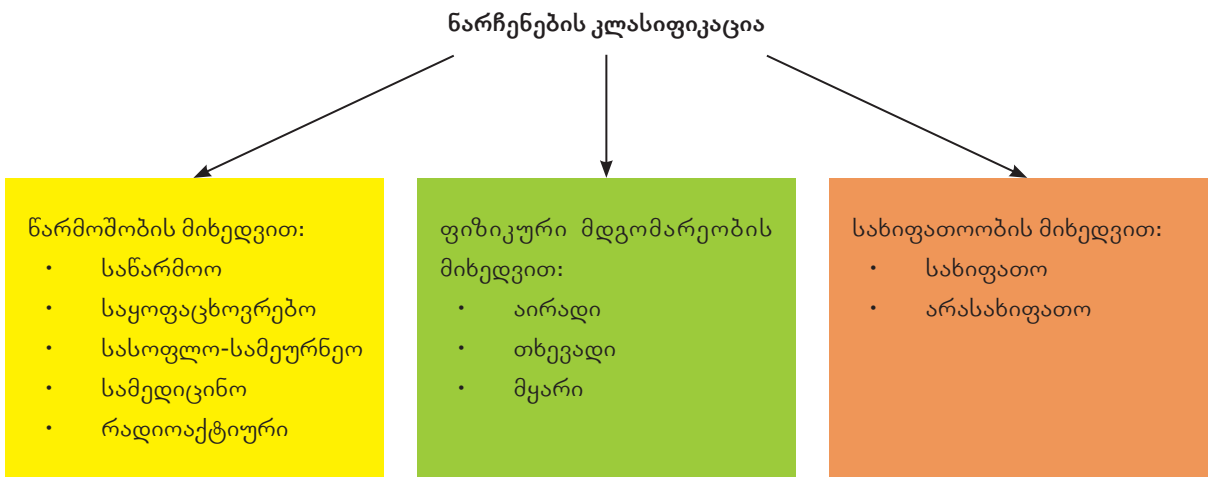 ნარჩენების კლასიფიკაცია
წარმოშობის მიხედვით:
• საწარმოო
• საყოფაცხოვრებო
• სასოფლო-სამეურნეო
• სამედიცინო
• რადიოაქტიური
ფიზიკური მდგომარეობის
მიხედვით:
• აირადი
• თხევადი
• მყარი
სახიფათოობის მიხედვით:
• სახიფათო
• არასახიფათო